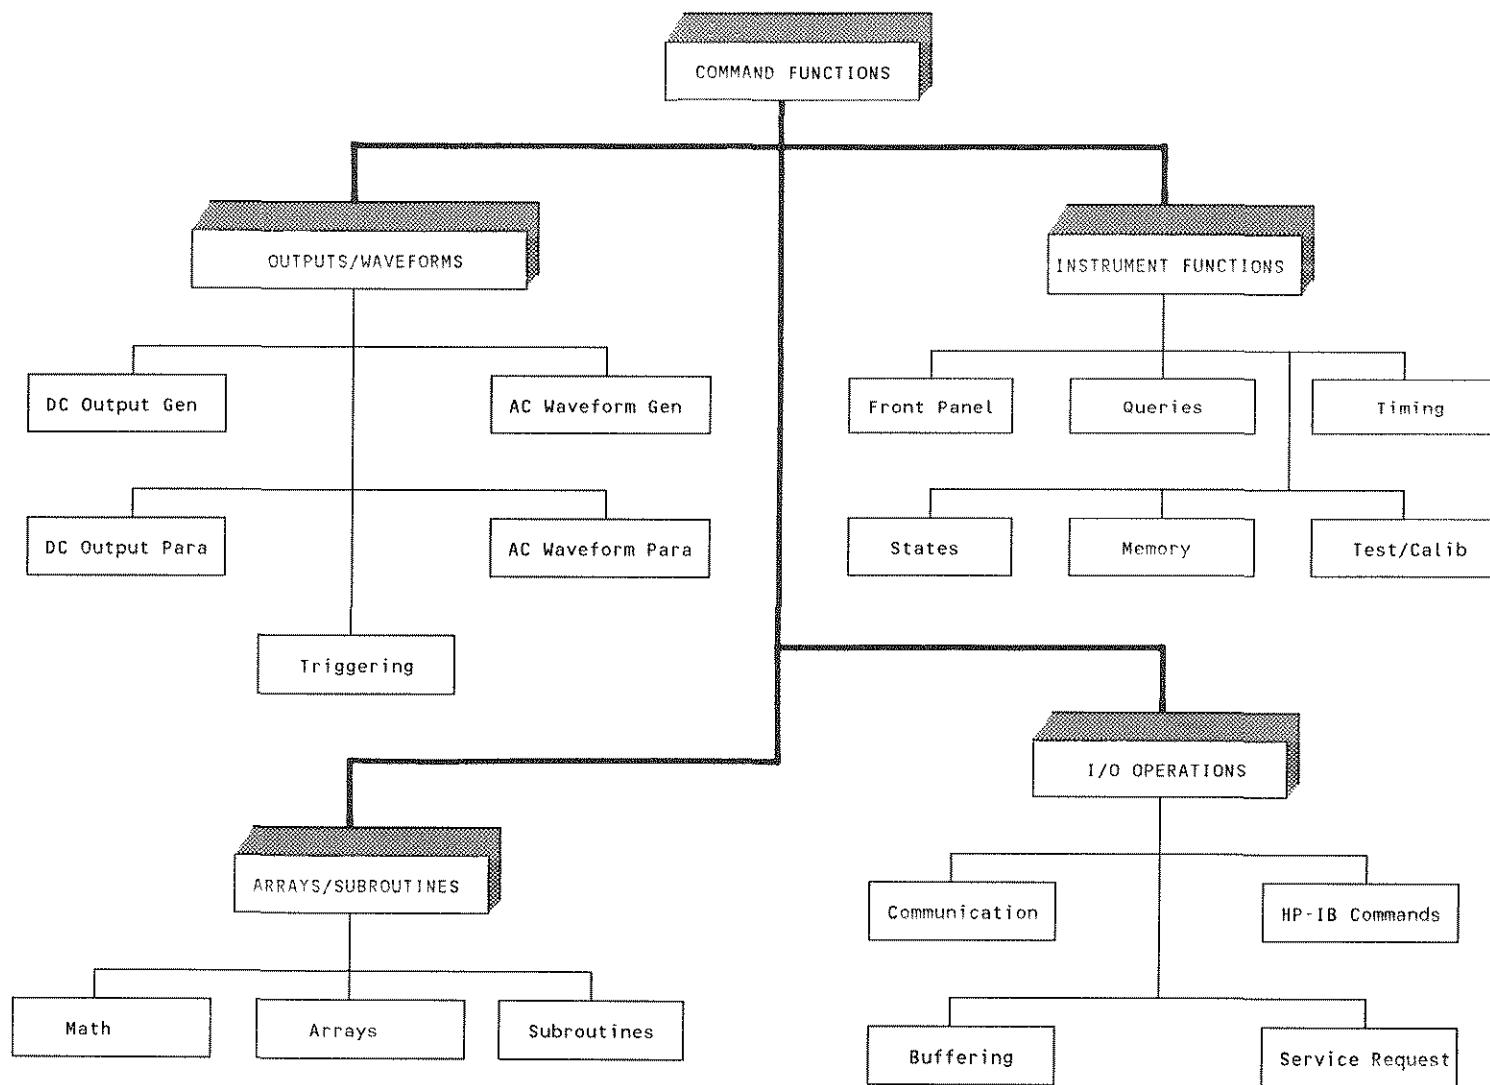 COMMAND FUNCTIONS
OUTPUTS/WAVEFORMS
INSTRUMENT FUNCTIONS
DC Output Gen
AC Waveform Gen
Front Panel
Queries
Timing
DC Output Para
AC Waveform Para
States
Memory
Test/Calib
Triggering
I/O OPERATIONS
ARRAYS/SUBROUTINES
Communication
HP-IB Commands
Math
Arrays
Subroutines
Buffering
Service Request